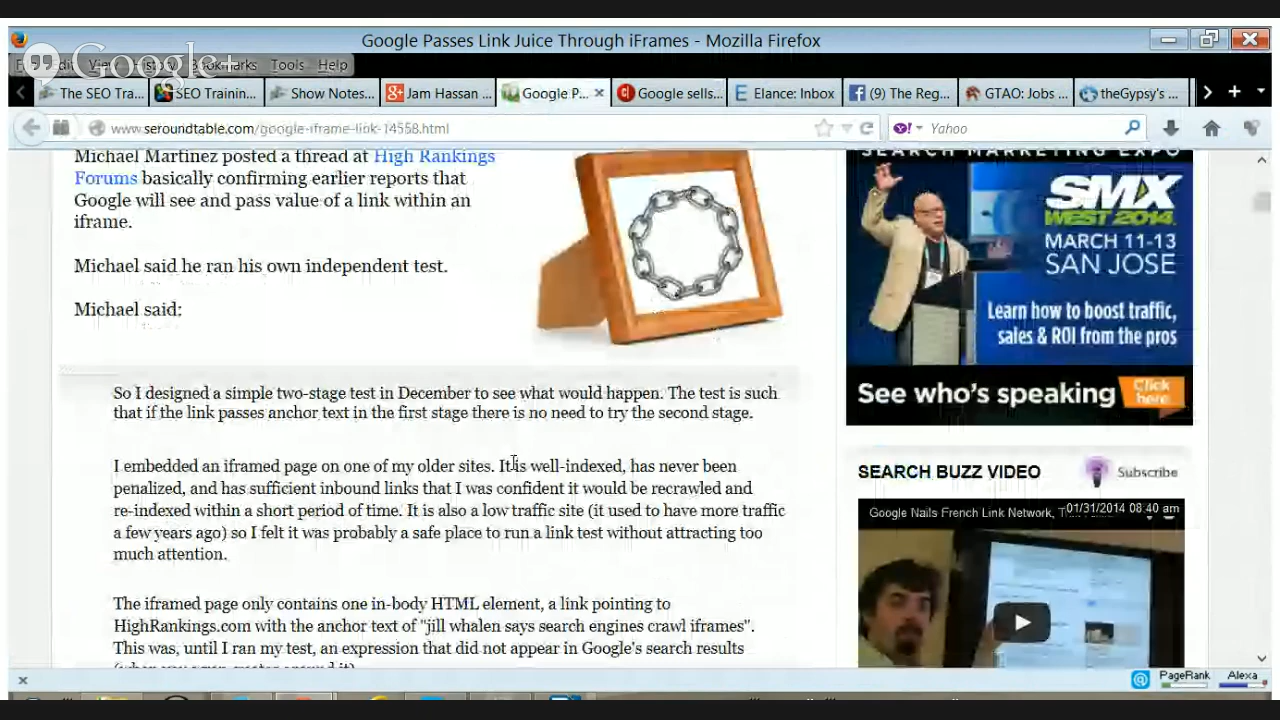 Google Passes Link Juice Through iFrames - Mozilla Firefox
Google+
View History Bookmarks Tools Help
The SEO Tra... SEO Trainin... Show Notes... Jam Hassan ... Google P... Google sells... Elance: Inbox (9) The Reg... GTAO: Jobs ... theGypsy's ...
www.seroundtable.com/google-iframe-link-14558.html Yahoo
Michael Martinez posted a thread at High Rankings
Forums basically confirming earlier reports that
Google will see and pass value of a link within an
iframe.
Michael said he ran his own independent test.
Michael said:
So I designed a simple two-stage test in December to see what would happen. The test is such
that if the link passes anchor text in the first stage there is no need to try the second stage.
I embedded an iframed page on one of my older sites. It is well-indexed, has never been
penalized, and has sufficient inbound links that I was confident it would be recrawled and
re-indexed within a short period of time. It is also a low traffic site (it used to have more traffic
a few years ago) so I felt it was probably a safe place to run a link test without attracting too
much attention.
The iframed page only contains one in-body HTML element, a link pointing to
HighRankings.com with the anchor text of "jill whalen says search engines crawl iframes".
This was, until I ran my test, an expression that did not appear in Google's search results
SEARCH MARKETING EXPO
SMX
WEST 2014
MARCH 11-13
SAN JOSE
Learn how to boost traffic,
sales & ROI from the pros
See who's speaking Click
here
SEARCH BUZZ VIDEO Subscribe
Google Nails French Link Network, T
01/31/2014 08:40 am
PageRank Alexa